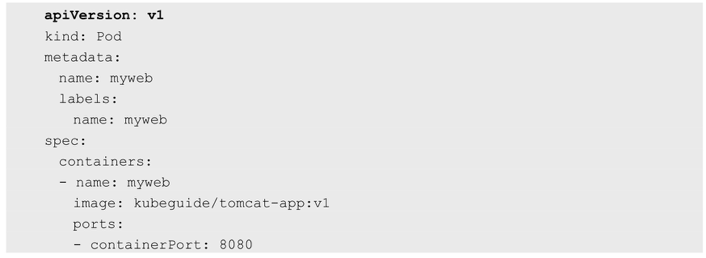 apiVersion: v1
kind: Pod
metadata:
  name: myweb
  labels:
    name: myweb
spec:
  containers:
  - name: myweb
    image: kubeguide/tomcat-app:v1
    ports:
    - containerPort: 8080